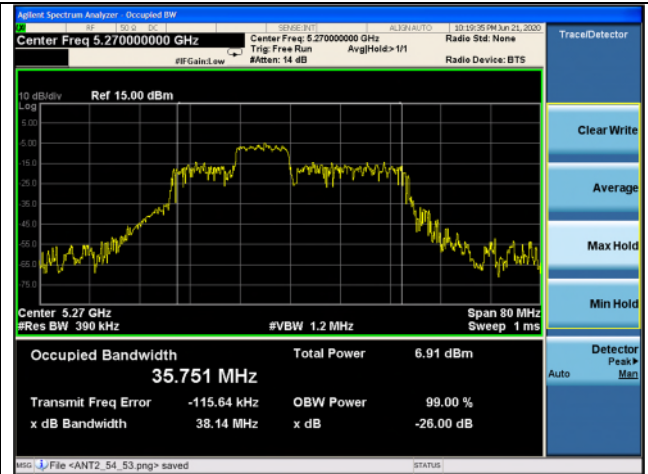 Agilent Spectrum Analyzer - Occupied BW
RF 50 Ω DC SENSE:INT ALIGN AUTO 10:19:35 PM Jun 21, 2020
Center Freq 5.270000000 GHz
Center Freq: 5.270000000 GHz
Radio Std: None
Trace/Detector
Trig: Free Run Avg|Hold:>1/1
#IFGain:Low #Atten: 14 dB Radio Device: BTS
10 dB/div Ref 15.00 dBm
Log
5.00
-5.00
-15.0
-25.0
-35.0
-45.0
-55.0
-65.0
-75.0
Center 5.27 GHz Span 80 MHz
#Res BW 390 kHz #VBW 1.2 MHz Sweep 1 ms
Occupied Bandwidth Total Power 6.91 dBm
35.751 MHz
Transmit Freq Error -115.64 kHz OBW Power 99.00 %
x dB Bandwidth 38.14 MHz x dB -26.00 dB
Clear Write
Average
Max Hold
Min Hold
Detector
Peak▶
Auto Man
MSG File <ANT2_54_53.png> saved STATUS